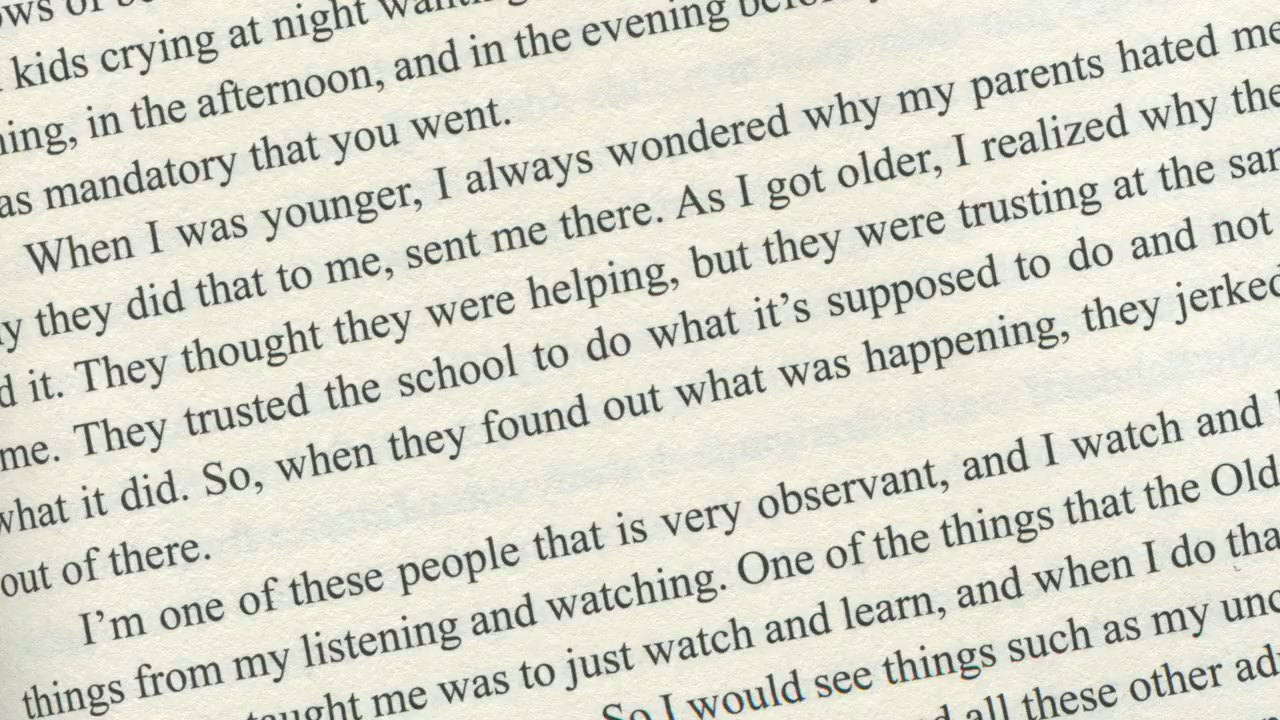 kids crying at night
ning, in the afternoon, and in the evening
as mandatory that you went.
When I was younger, I always wondered why my parents hated me
y they did that to me, sent me there. As I got older, I realized why the
d it. They thought they were helping, but they were trusting at the
me. They trusted the school to do what it's supposed to do and not
what it did. So, when they found out what was happening, they jerked
out of there.
I'm one of these people that is very observant, and I watch and
things from my listening and watching. One of the things that the Old
taught me was to just watch and learn, and when I do tha
So I would see things such as my unc
all these other